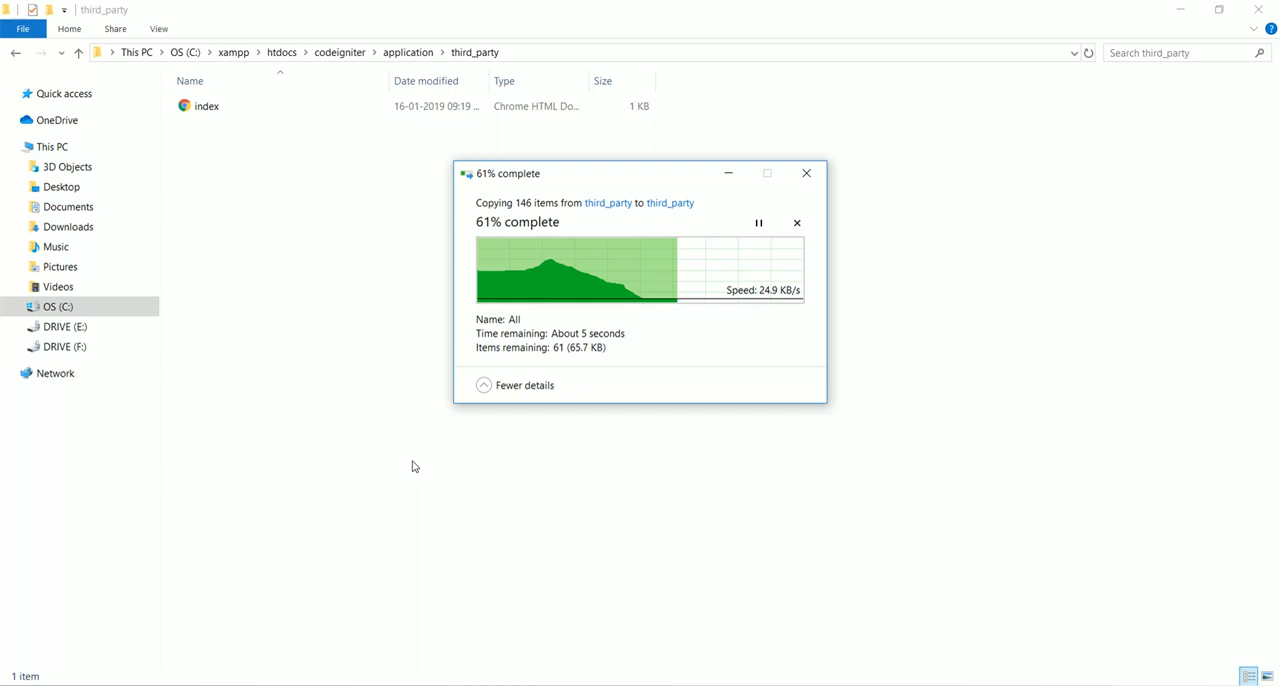 third_party
File Home Share View
This PC > OS (C:) > xampp > htdocs > codeigniter > application > third_party
Search third_party
Name Date modified Type Size
index 16-01-2019 09:19 ... Chrome HTML Do... 1 KB
Quick access
OneDrive
This PC
3D Objects
Desktop
Documents
Downloads
Music
Pictures
Videos
OS (C:)
DRIVE (E:)
DRIVE (F:)
Network
61% complete
Copying 146 items from third_party to third_party
61% complete
Speed: 24.9 KB/s
Name: All
Time remaining: About 5 seconds
Items remaining: 61 (65.7 KB)
Fewer details
1 item